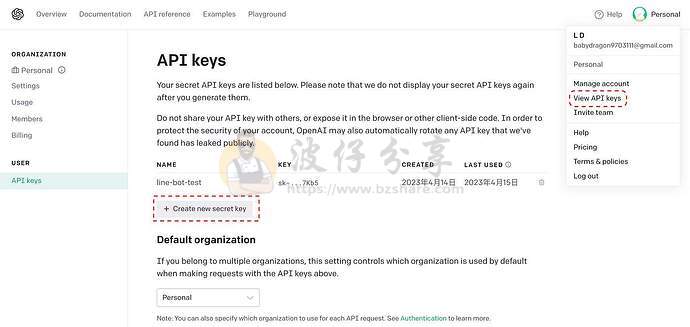 Overview Documentation API reference Examples Playground Help Personal
ORGANIZATION
Personal
Settings
Usage
Members
Billing
USER
API keys
API keys
Your secret API keys are listed below. Please note that we do not display your secret API keys again
after you generate them.
Do not share your API key with others, or expose it in the browser or other client-side code. In order to
protect the security of your account, OpenAI may also automatically rotate any API key that we've
found has leaked publicly.
NAME KEY CREATED LAST USED
line-bot-test sk-...7Kb5 2023年4月14日 2023年4月15日
+ Create new secret key
Default organization
If you belong to multiple organizations, this setting controls which organization is used by default
when making requests with the API keys above.
Personal
Note: You can also specify which organization to use for each API request. See Authentication to learn more.
L D
babydragon9703111@gmail.com
Personal
Manage account
View API keys
Invite team
Help
Pricing
Terms & policies
Log out
波仔分享
https://www.bzshare.com